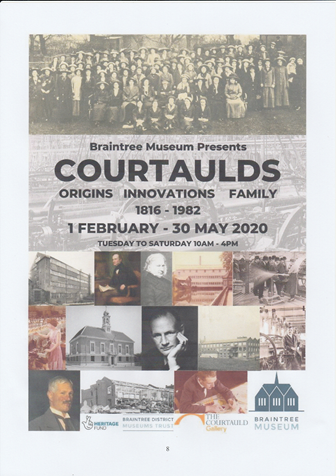 Braintree Museum Presents
COURTAULDS
ORIGINS INNOVATIONS FAMILY
1816 - 1982
1 FEBRUARY - 30 MAY 2020
TUESDAY TO SATURDAY 10AM - 4PM
HERITAGE
FUND
BRAINTREE DISTRICT
MUSEUMS TRUST
THE
COURTAULD
Gallery
BRAINTREE
MUSEUM
8